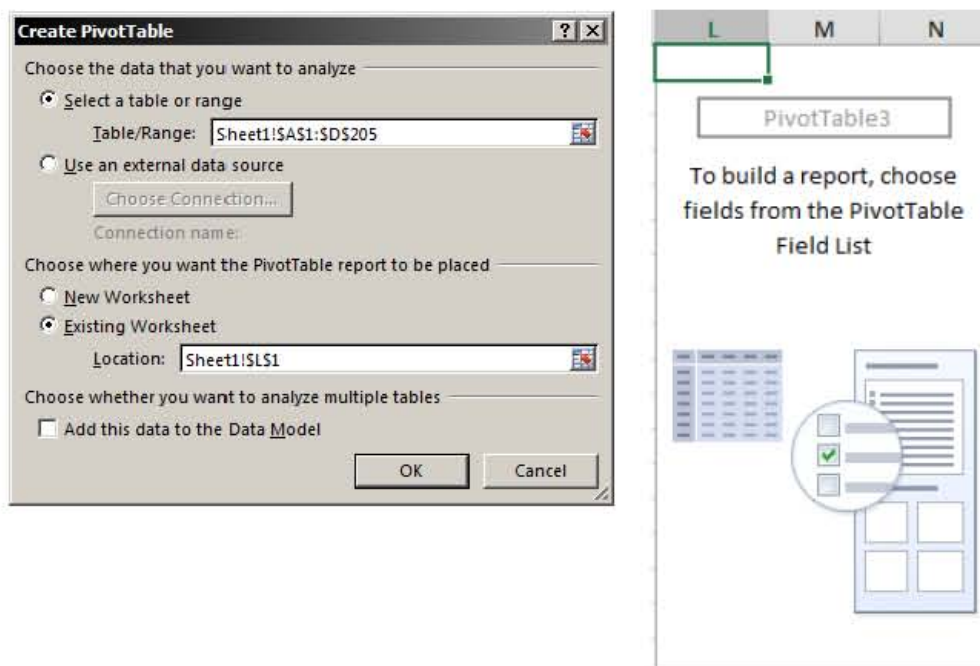 Create PivotTable
Choose the data that you want to analyze
Select a table or range
Table/Range: Sheet1!$A$1:$D$205
Use an external data source
Choose Connection...
Connection name:
Choose where you want the PivotTable report to be placed
New Worksheet
Existing Worksheet
Location: Sheet1!$L$1
Choose whether you want to analyze multiple tables
Add this data to the Data Model
OK Cancel
L M N
PivotTable3
To build a report, choose
fields from the PivotTable
Field List